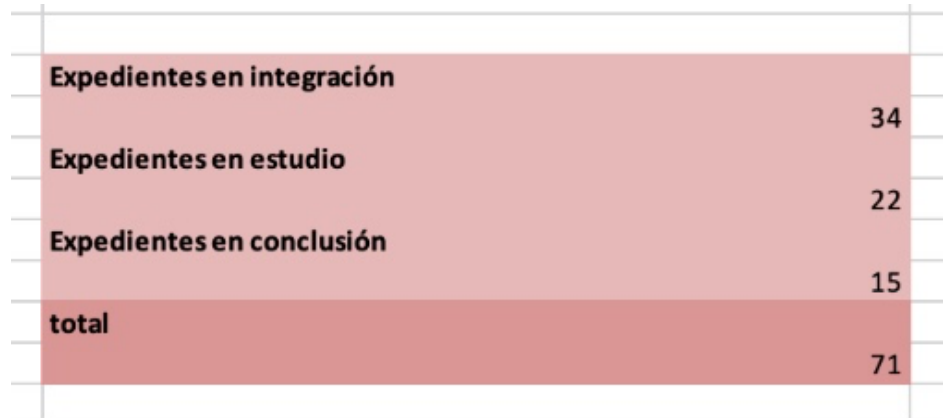 Expedientes en integración
34
Expedientes en estudio
22
Expedientes en conclusión
15
total
71